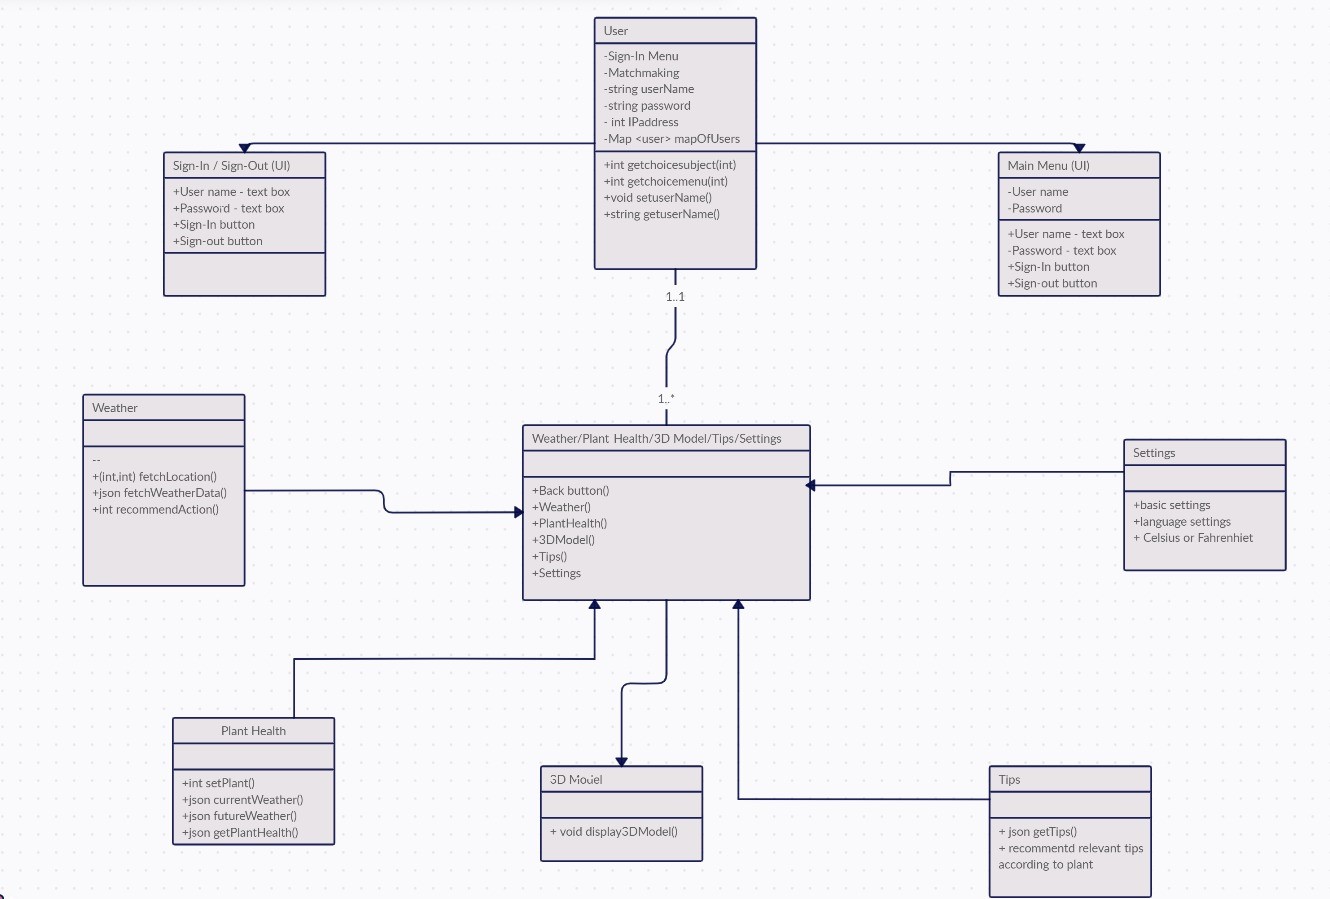 User
-Sign-In Menu
-Matchmaking
-string userName
-string password
- int IPaddress
-Map <user> mapOfUsers
+int getchoicesubject(int)
+int getchoicemenu(int)
+void setuserName()
+string getuserName()
Sign-In / Sign-Out (UI)
+User name - text box
+Password - text box
+Sign-In button
+Sign-out button
Main Menu (UI)
-User name
-Password
+User name - text box
-Password - text box
+Sign-In button
+Sign-out button
1..1
1..*
Weather
--
+(int,int) fetchLocation()
+json fetchWeatherData()
+int recommendAction()
Weather/Plant Health/3D Model/Tips/Settings
+Back button()
+Weather()
+PlantHealth()
+3DModel()
+Tips()
+Settings
Settings
+basic settings
+language settings
+ Celsius or Fahrenhiet
Plant Health
+int setPlant()
+json currentWeather()
+json futureWeather()
+json getPlantHealth()
3D Model
+ void display3DModel()
Tips
+ json getTips()
+ recommentd relevant tips
according to plant